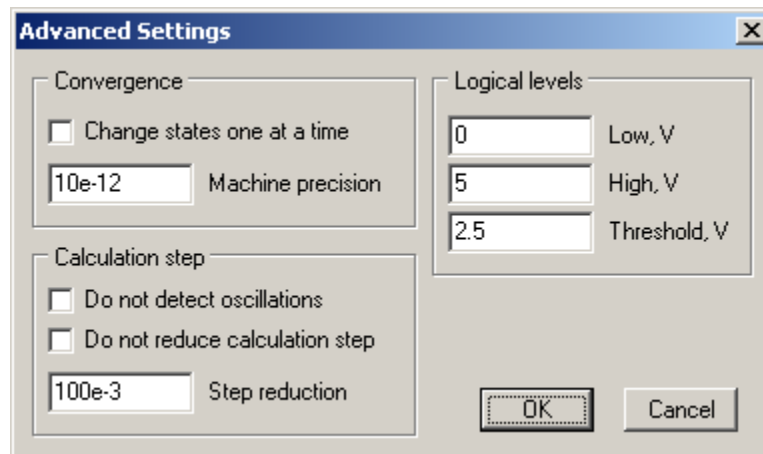 Advanced Settings
Convergence
Change states one at a time
10e-12 Machine precision
Calculation step
Do not detect oscillations
Do not reduce calculation step
100e-3 Step reduction
Logical levels
0 Low, V
5 High, V
2.5 Threshold, V
OK Cancel